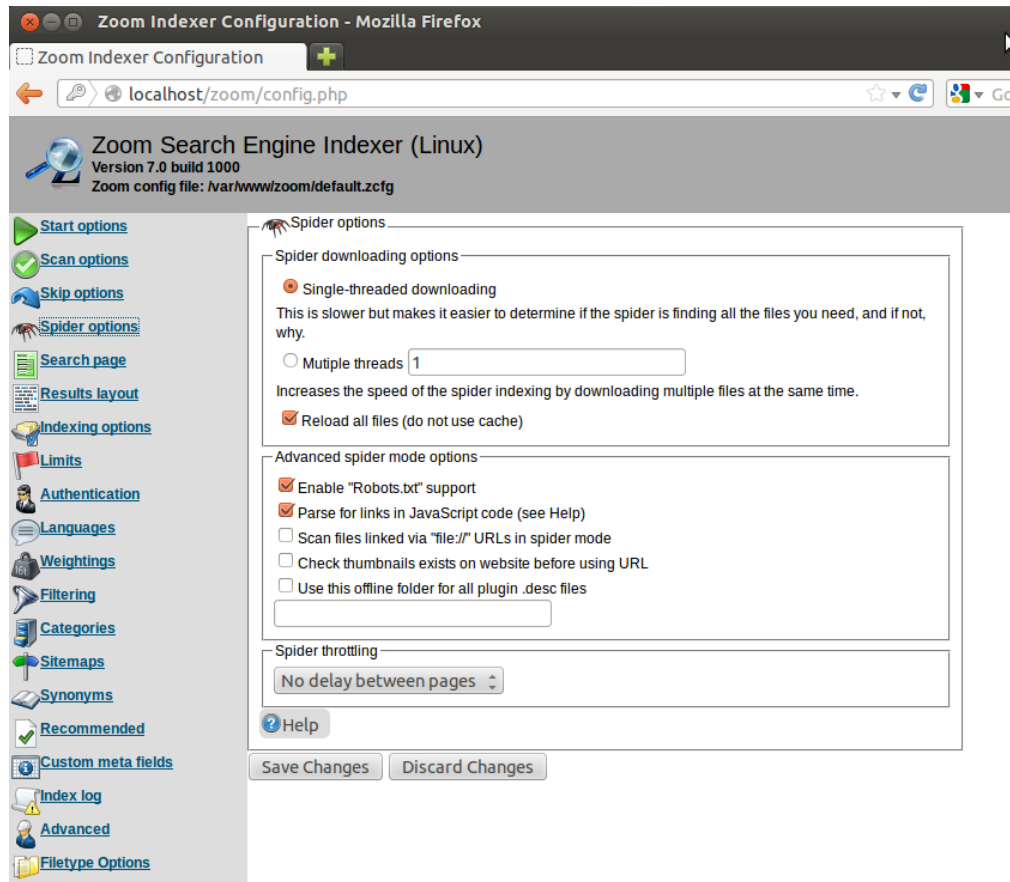 Zoom Indexer Configuration - Mozilla Firefox
Zoom Indexer Configuration
localhost/zoom/config.php
Go
Zoom Search Engine Indexer (Linux)
Version 7.0 build 1000
Zoom config file: /var/www/zoom/default.zcfg
Start options
Scan options
Skip options
Spider options
Search page
Results layout
Indexing options
Limits
Authentication
Languages
Weightings
Filtering
Categories
Sitemaps
Synonyms
Recommended
Custom meta fields
Index log
Advanced
Filetype Options
Spider options
Spider downloading options
Single-threaded downloading
This is slower but makes it easier to determine if the spider is finding all the files you need, and if not,
why.
Mutiple threads 1
Increases the speed of the spider indexing by downloading multiple files at the same time.
Reload all files (do not use cache)
Advanced spider mode options
Enable "Robots.txt" support
Parse for links in JavaScript code (see Help)
Scan files linked via "file://" URLs in spider mode
Check thumbnails exists on website before using URL
Use this offline folder for all plugin .desc files
Spider throttling
No delay between pages
Help
Save Changes Discard Changes